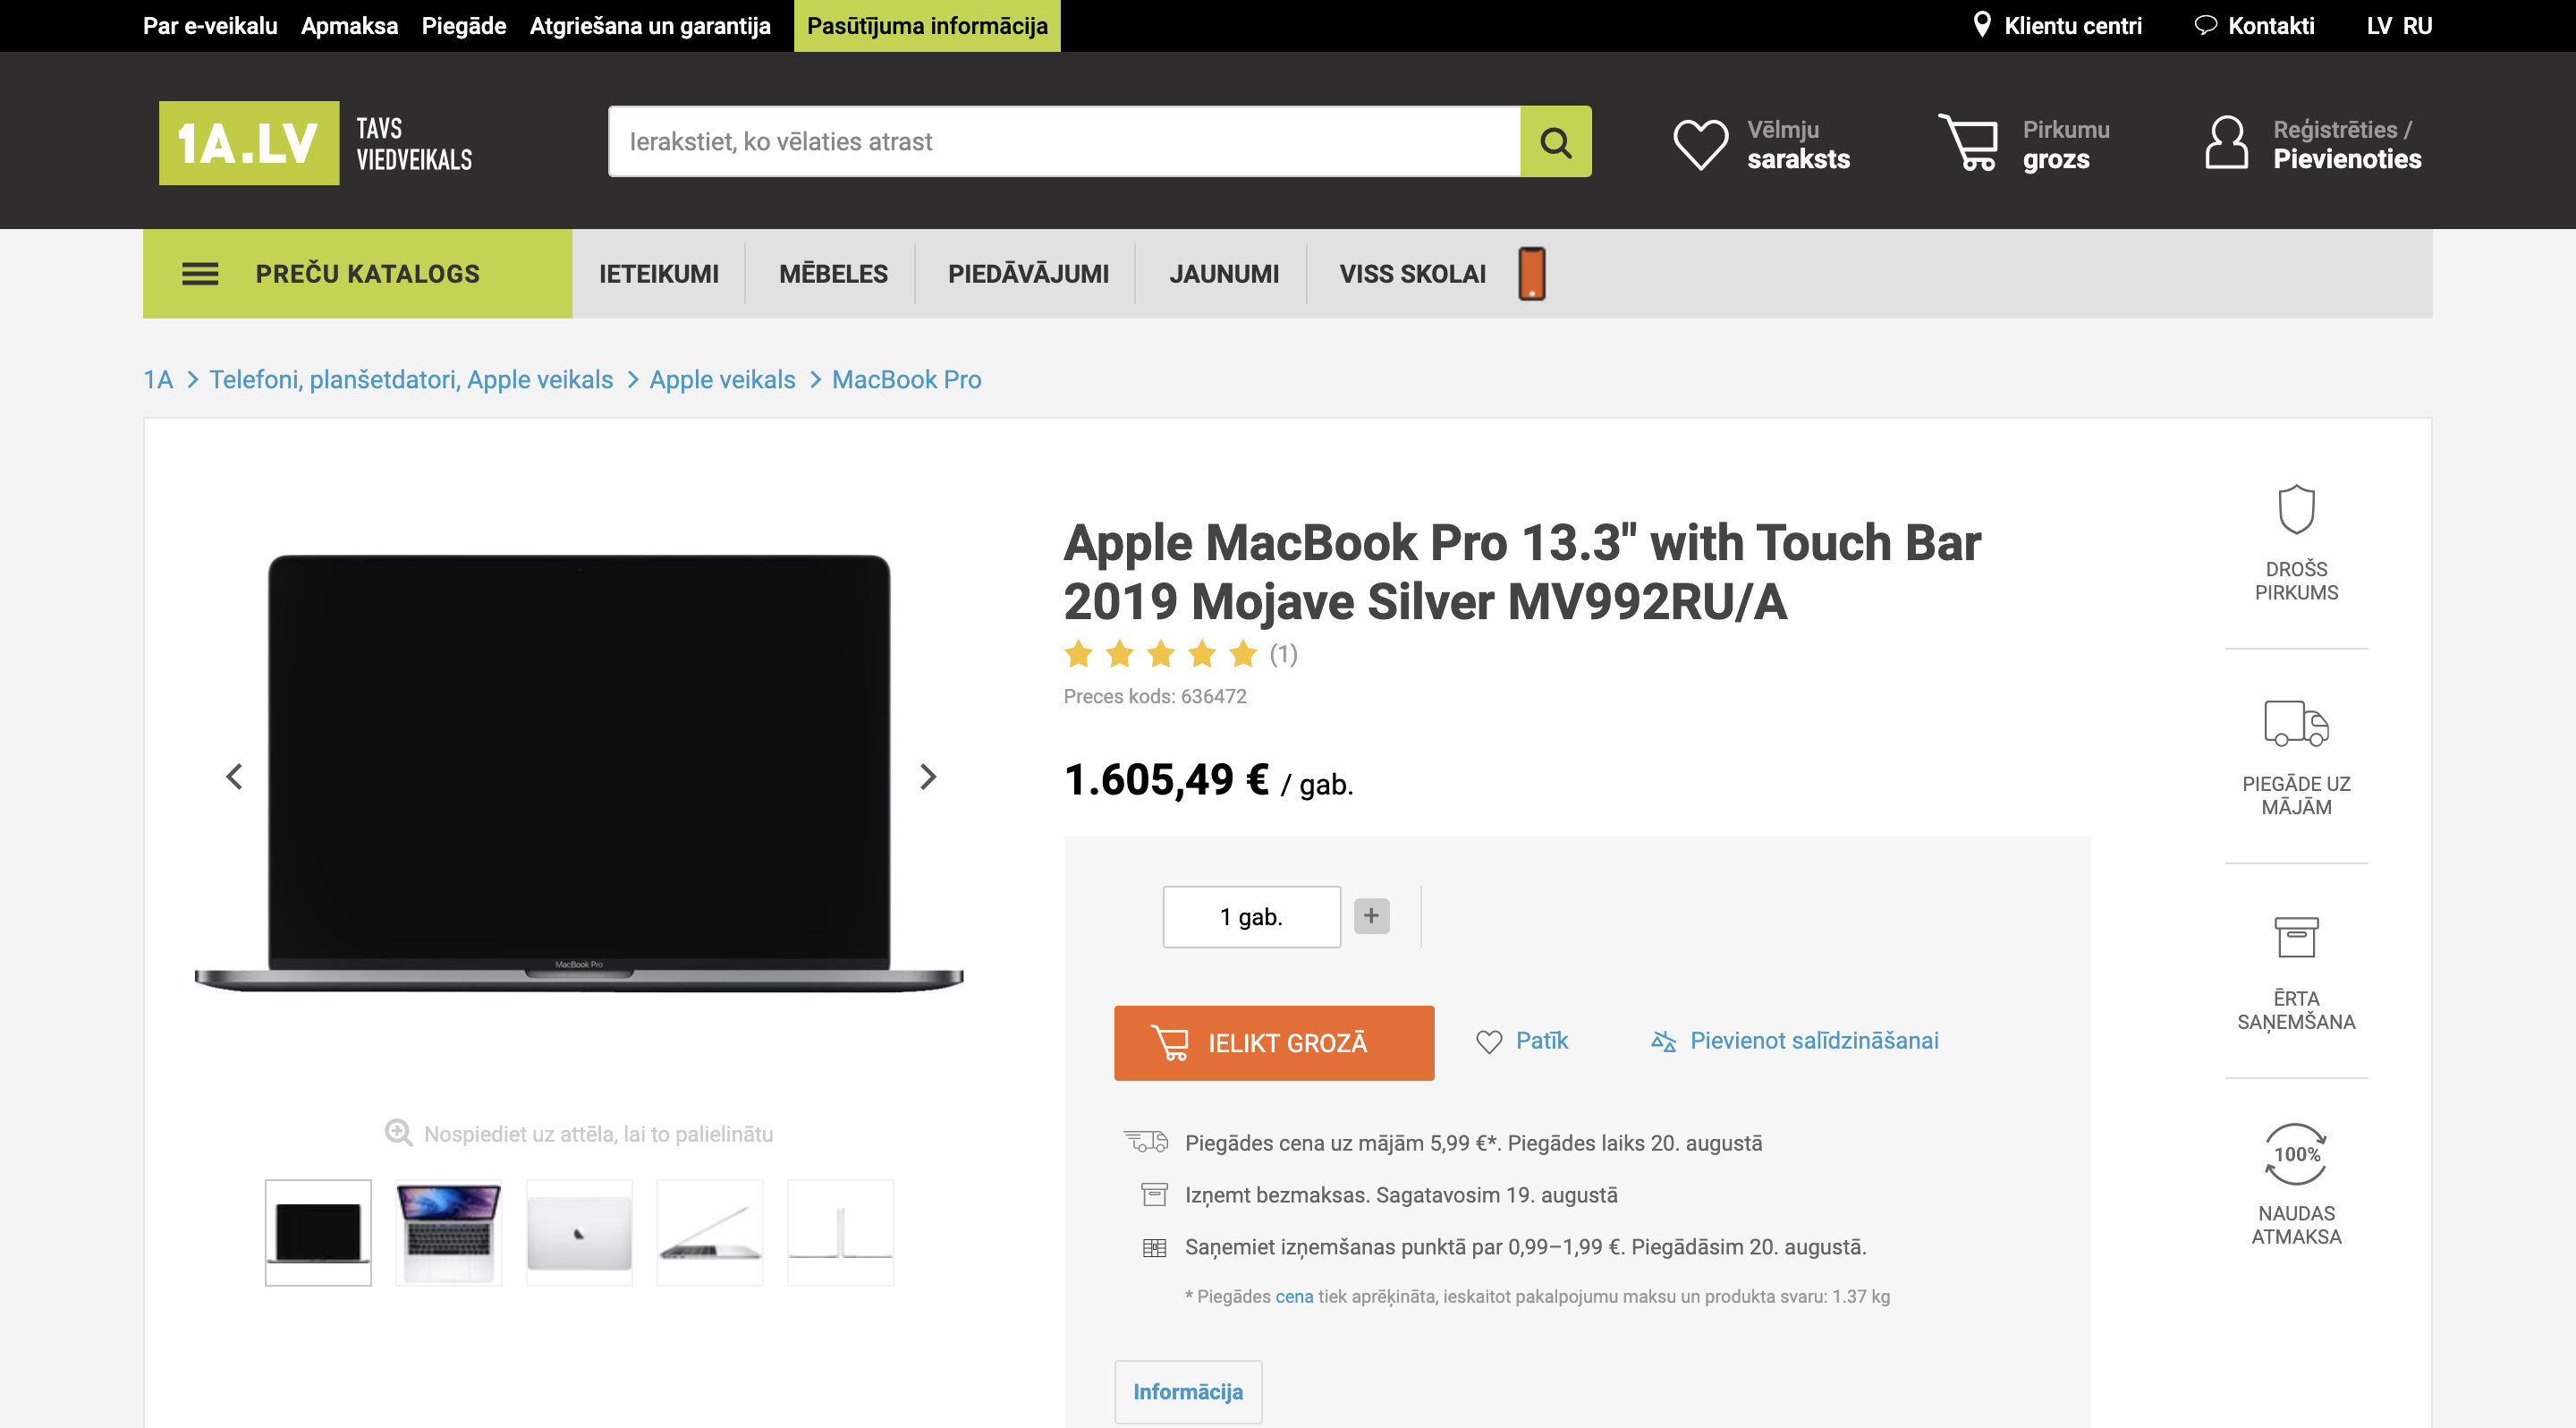 Par e-veikalu Apmaksa Piegāde Atgriešana un garantija Pasūtījuma informācija Klientu centri Kontakti LV RU
1A.LV
TAVS
VIEDVEIKALS
Ierakstiet, ko vēlaties atrast
Vēlmju
saraksts
Pirkumu
grozs
Reģistrēties /
Pievienoties
PREČU KATALOGS IETEIKUMI MĒBELES PIEDĀVĀJUMI JAUNUMI VISS SKOLAI
1A > Telefoni, planšetdatori, Apple veikals > Apple veikals > MacBook Pro
Apple MacBook Pro 13.3" with Touch Bar
2019 Mojave Silver MV992RU/A
(1)
Preces kods: 636472
1.605,49 € / gab.
1 gab. +
IELIKT GROZĀ Patīk Pievienot salīdzināšanai
Piegādes cena uz mājām 5,99 €*. Piegādes laiks 20. augustā
Izņemt bezmaksas. Sagatavosim 19. augustā
Saņemiet izņemšanas punktā par 0,99–1,99 €. Piegādāsim 20. augustā.
* Piegādes cena tiek aprēķināta, ieskaitot pakalpojumu maksu un produkta svaru: 1.37 kg
Informācija
MacBook Pro
Nospiediet uz attēla, lai to palielinātu
DROŠS
PIRKUMS
PIEGĀDE UZ
MĀJĀM
ĒRTA
SAŅEMŠANA
100%
NAUDAS
ATMAKSA